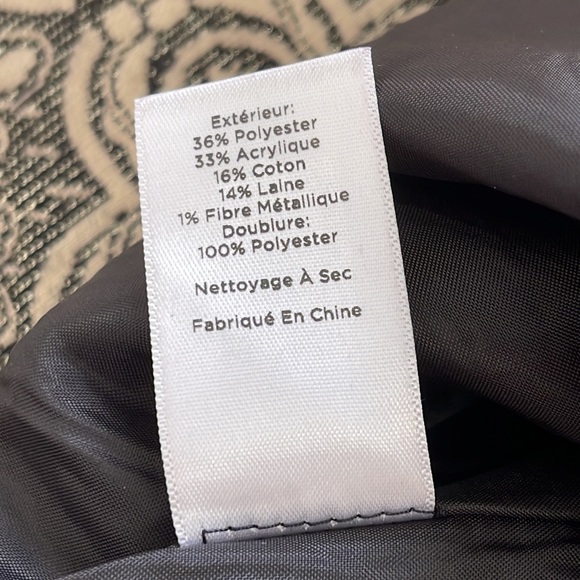 Extérieur:
36% Polyester
33% Acrylique
16% Coton
14% Laine
1% Fibre Métallique
Doublure:
100% Polyester
Nettoyage À Sec
Fabriqué En Chine